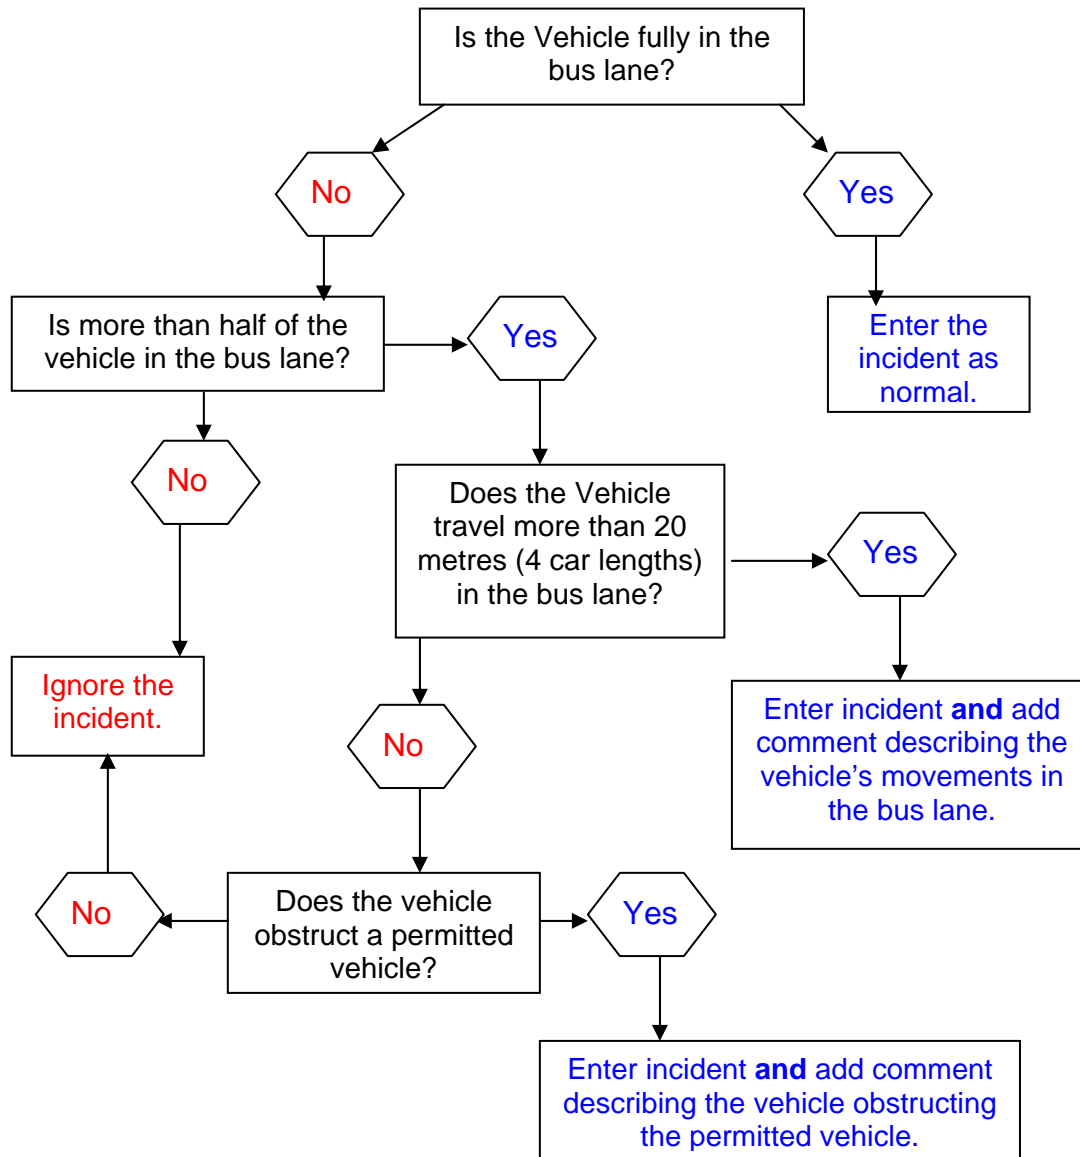 Is the Vehicle fully in the
bus lane?
No
Yes
Is more than half of the
vehicle in the bus lane?
Yes
Enter the
incident as
normal.
No
Does the Vehicle
travel more than 20
metres (4 car lengths)
in the bus lane?
Yes
Ignore the
incident.
No
Enter incident and add
comment describing the
vehicle's movements in
the bus lane.
No
Does the vehicle
obstruct a permitted
vehicle?
Yes
Enter incident and add comment
describing the vehicle obstructing
the permitted vehicle.